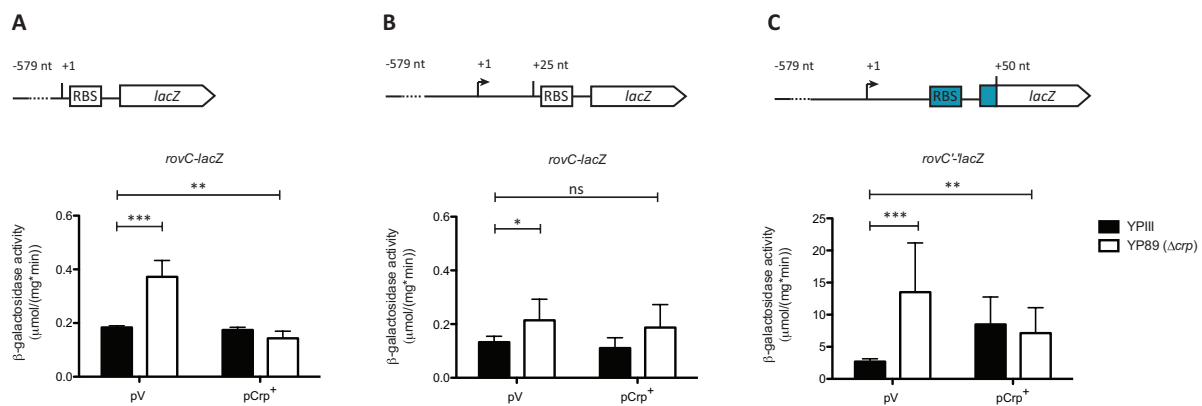 A
-579 nt
+1
RBS
lacZ
rovC-lacZ
**
***
β-galactosidase activity
(μmol/(mg*min))
0.6
0.4
0.2
0.0
pV
pCrp+
B
-579 nt
+1
+25 nt
RBS
lacZ
rovC-lacZ
ns
*
β-galactosidase activity
(μmol/(mg*min))
0.6
0.4
0.2
0.0
pV
pCrp+
C
-579 nt
+1
+50 nt
RBS
lacZ
rovC'-'lacZ
**
***
β-galactosidase activity
(μmol/(mg*min))
25
20
15
10
5
0
pV
pCrp+
YPIII
YP89 (Δcrp)